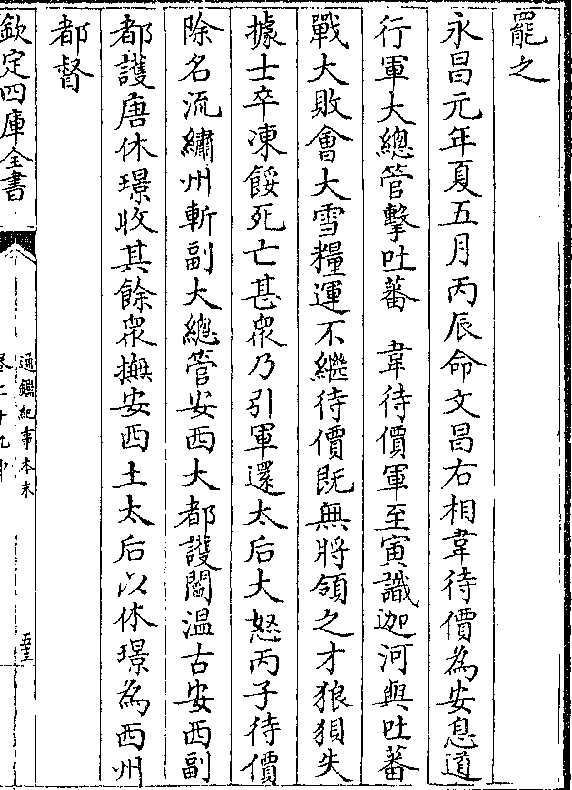 罷之
永昌元年夏五月丙辰命文昌右相韋待價為安息道
行軍大總管擊吐蕃　韋待價軍至寅識迦河與吐蕃
戰大敗會大雪糧運不繼待價既無將領之才狼狽失
據士卒凍餒死亡甚衆乃引軍還太后大怒丙子待價
除名流繡州斬副大總管安西大都護閻温古安西副
都護唐休璟收其餘衆撫安西土太后以休璟為西州
都督
欽定四庫全書
通鑑紀事本末
卷二十九中